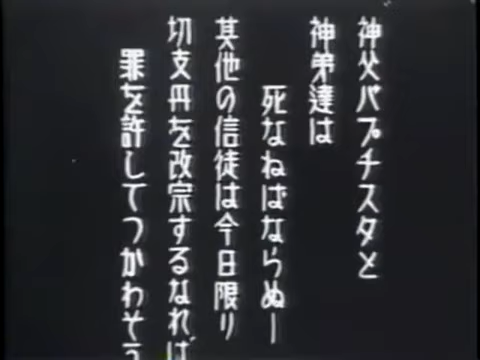 神父バプチスタと
神弟達は
死なねばならぬー
其他の信徒は今日限り
切支丹を改宗するなれば
罪を許してつかわそう